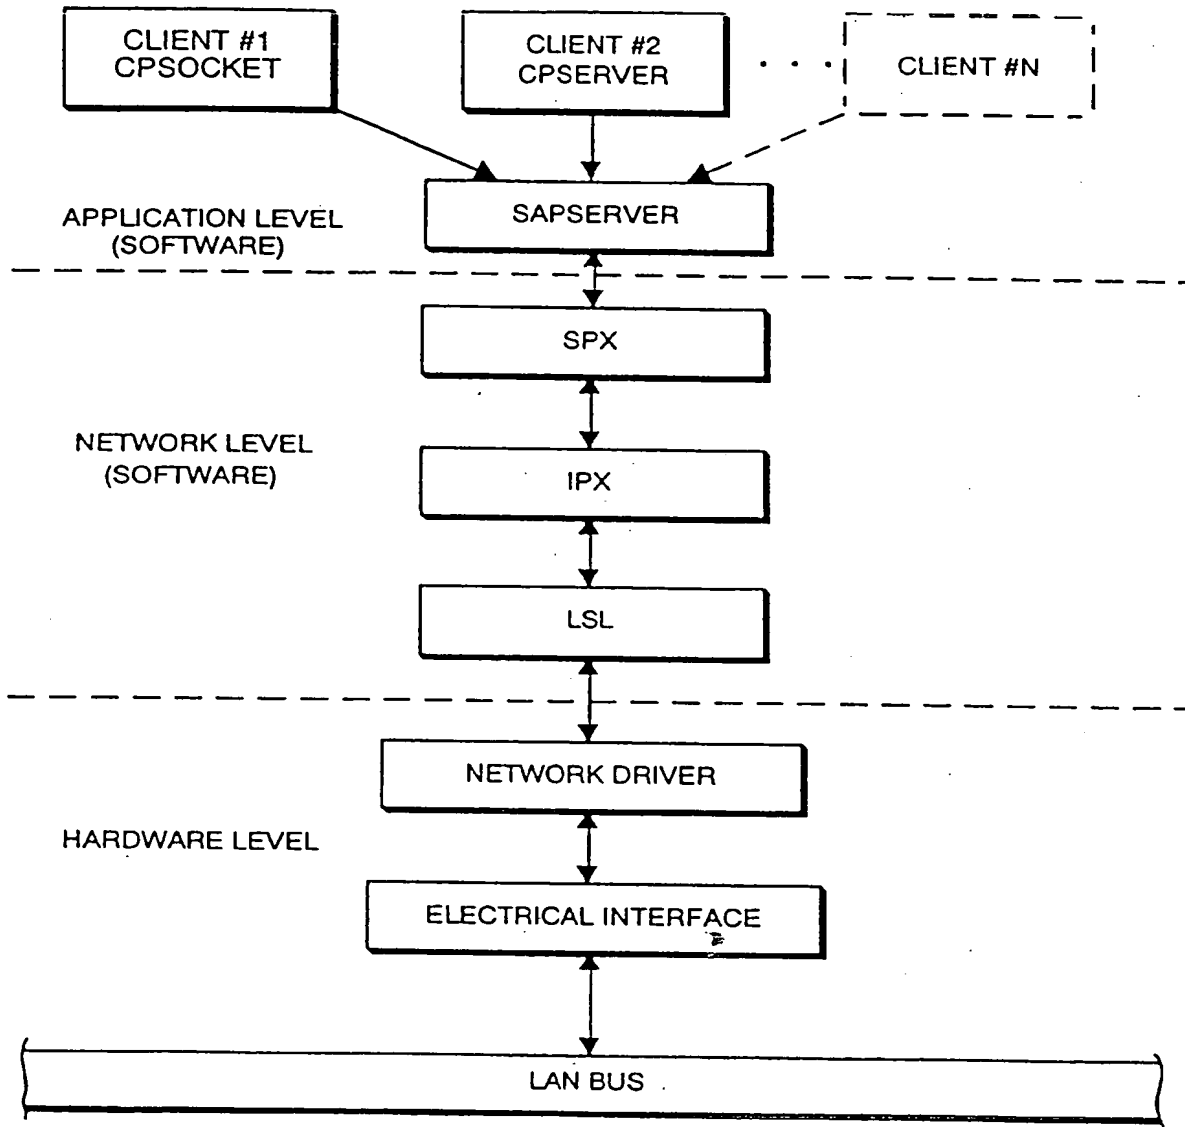 CLIENT #1
CPSOCKET
CLIENT #2
CPSERVER
. . .
CLIENT #N
SAPSERVER
APPLICATION LEVEL
(SOFTWARE)
SPX
NETWORK LEVEL
(SOFTWARE)
IPX
LSL
NETWORK DRIVER
HARDWARE LEVEL
ELECTRICAL INTERFACE
LAN BUS